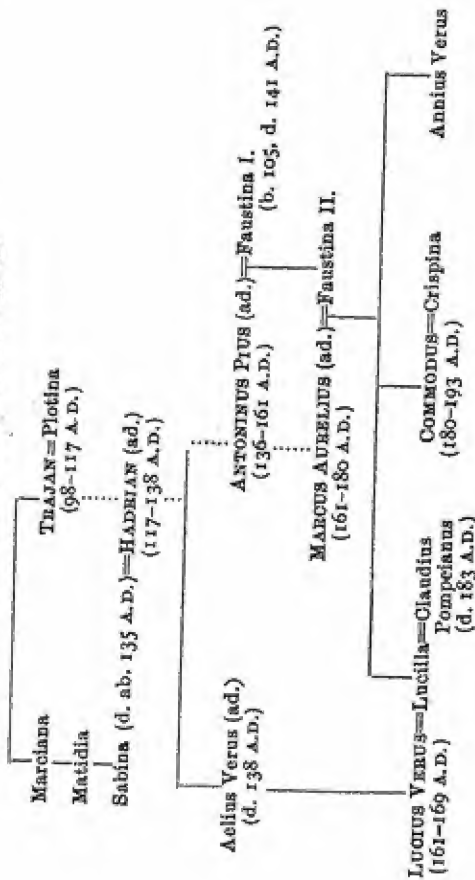 Marciana
TRAJAN=Plotina
(98–117 A.D.)
Matidia
Sabina (d. ab. 135 A.D.)=HADRIAN (ad.)
(117–138 A.D.)
Aelius Verus (ad.)
(d. 138 A.D.)
ANTONINUS PIUS (ad.)=Faustina I.
(136–161 A.D.)
(b. 105, d. 141 A.D.)
MARCUS AURELIUS (ad.)=Faustina II.
(161–180 A.D.)
LUCIUS VERUS=Lucilla=Claudius
(161–169 A.D.)
Pompeianus
(d. 183 A.D.)
COMMODUS=Crispina
(180–193 A.D.)
Annius Verus